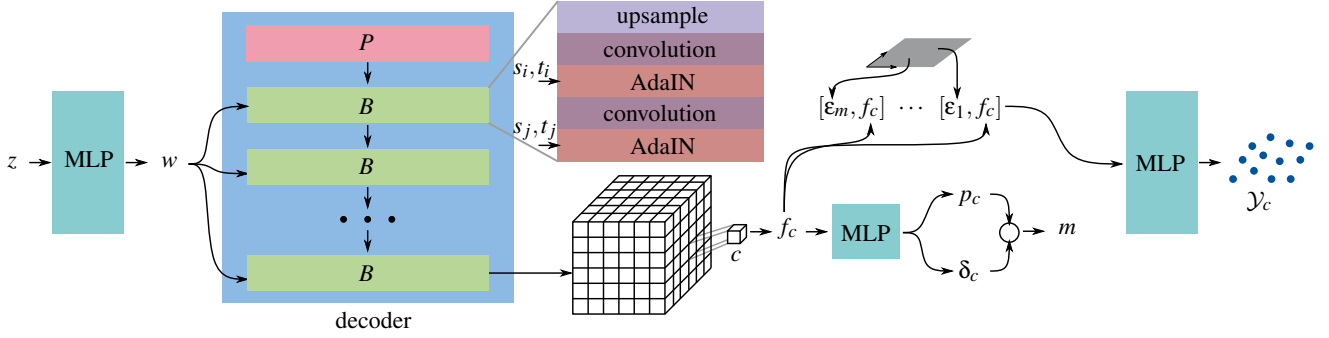 z
MLP
w
P
B
B
• • •
B
decoder
upsample
convolution
s_i, t_i
AdaIN
convolution
s_j, t_j
AdaIN
c
f_c
[ε_m, f_c] ⋯ [ε_1, f_c]
MLP
p_c
δ_c
m
MLP
𝒴_c